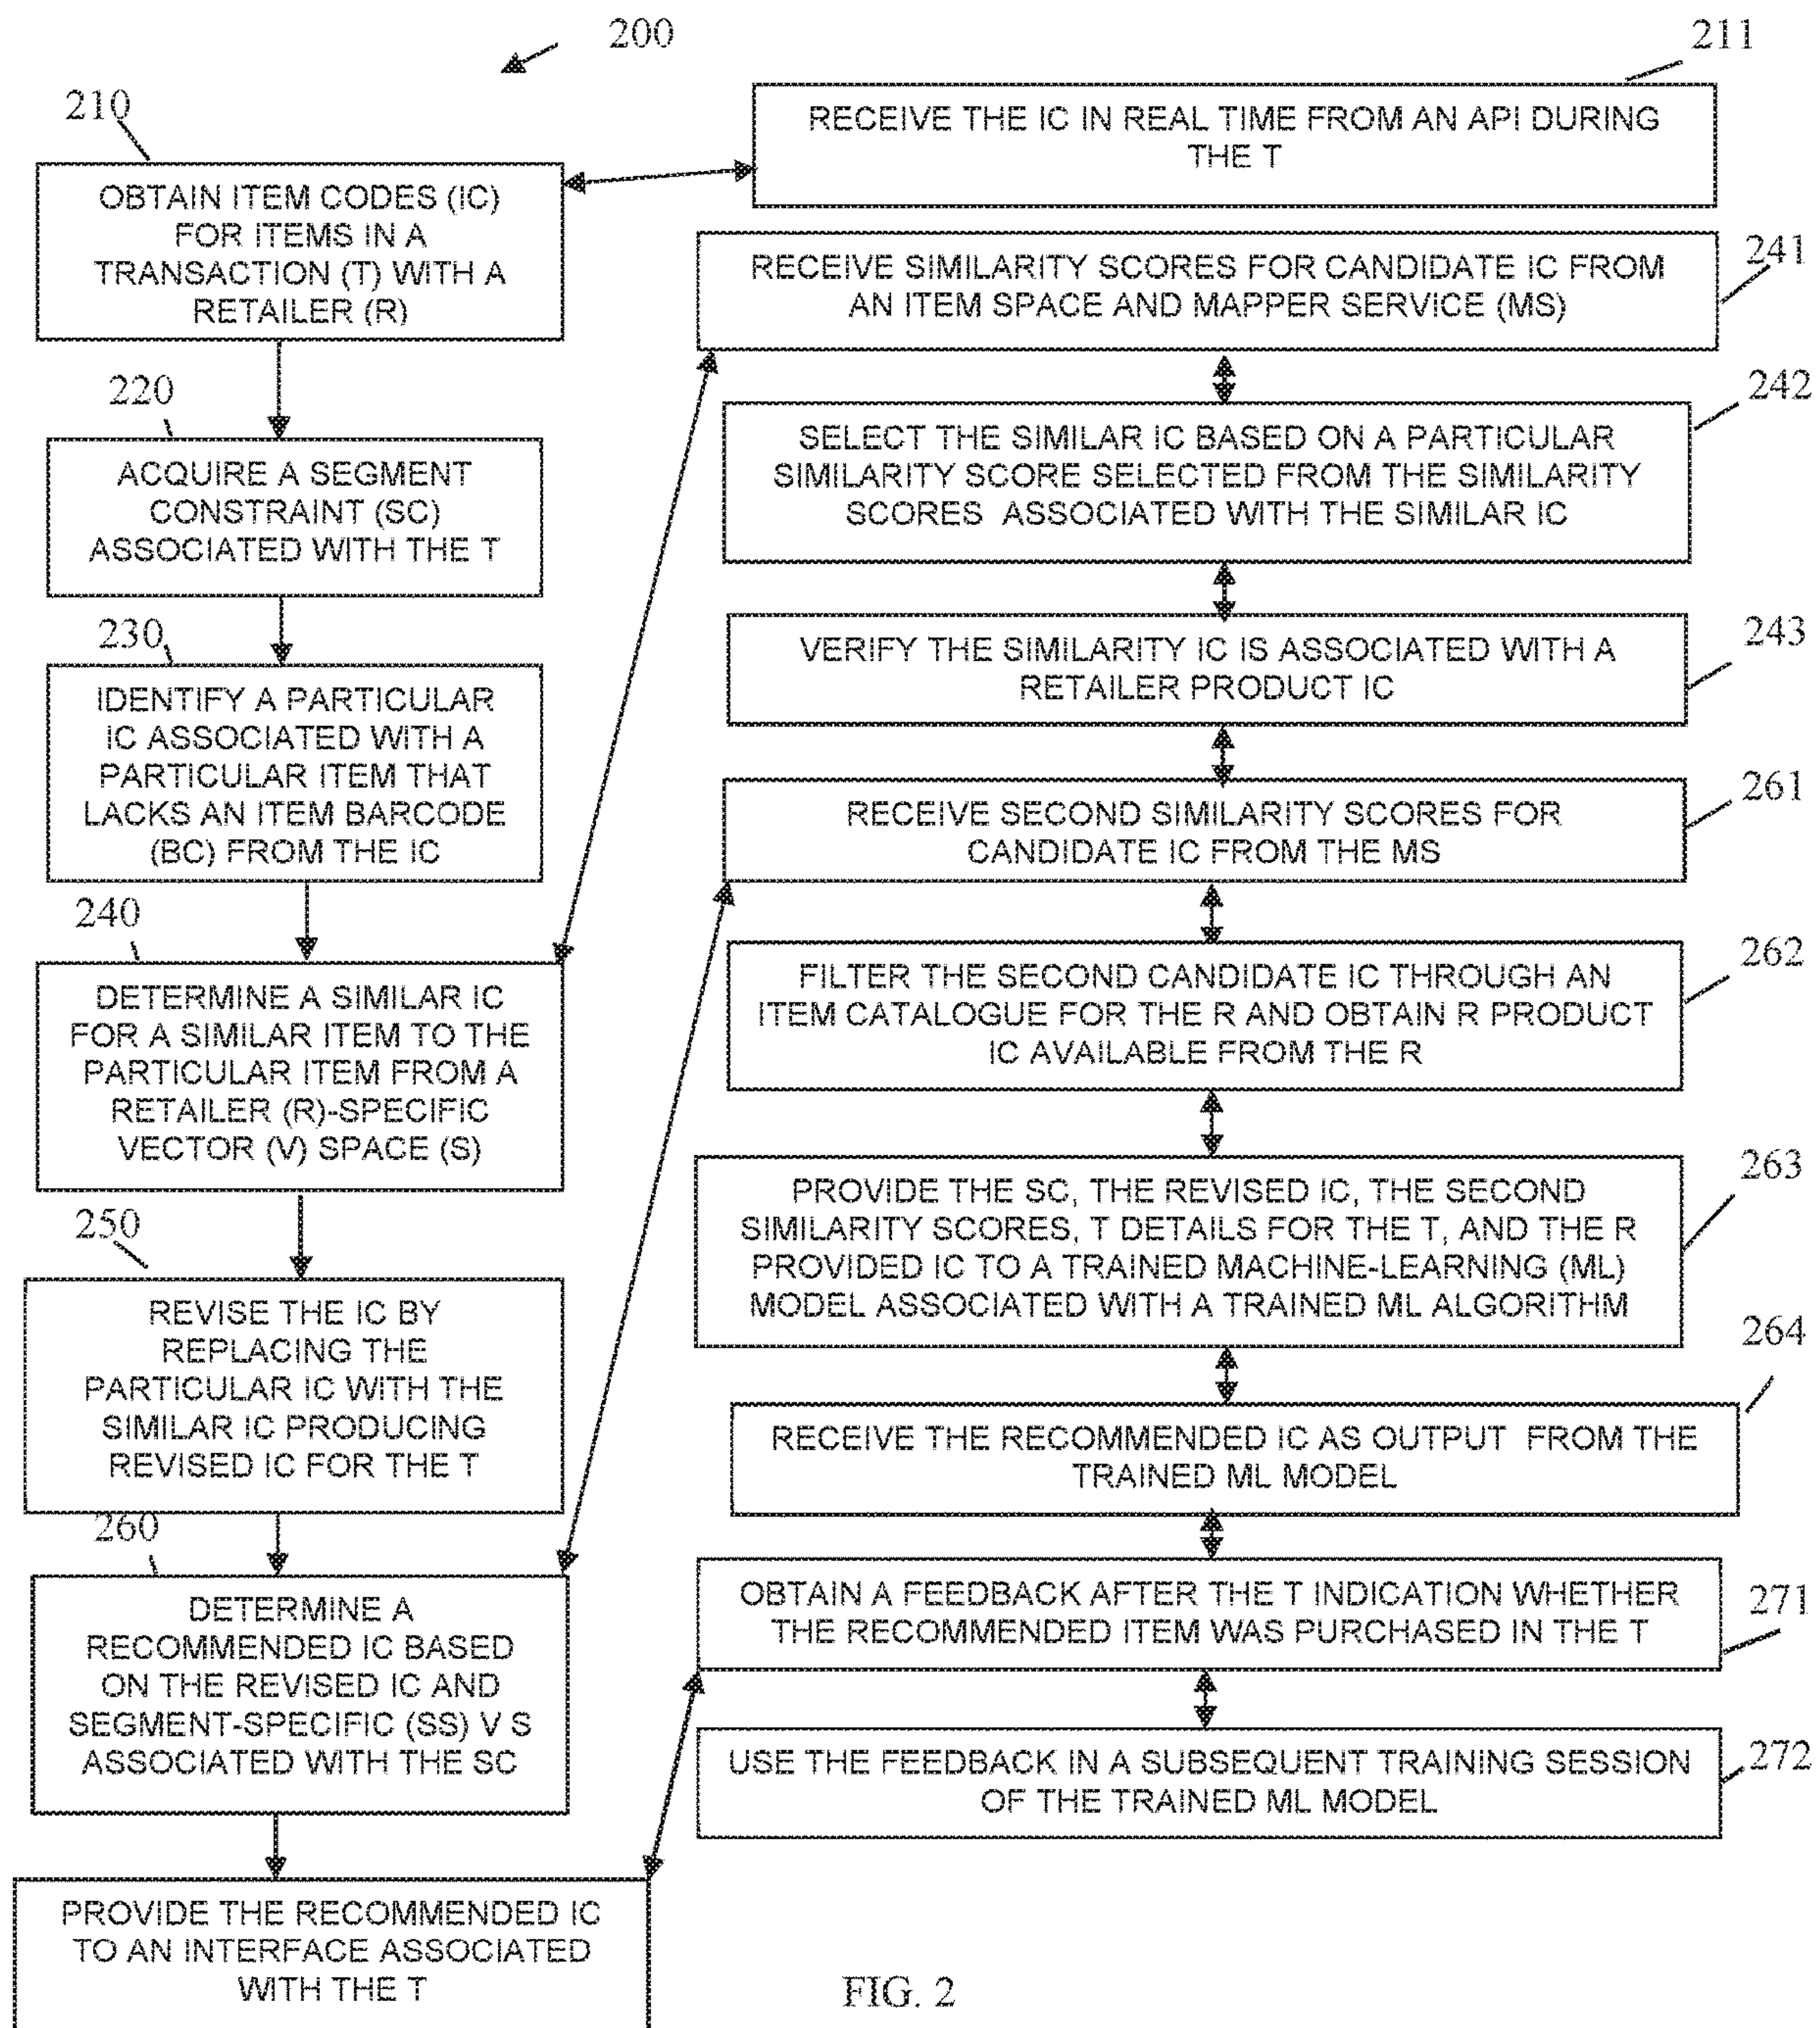 200
211
210
RECEIVE THE IC IN REAL TIME FROM AN API DURING
THE T
OBTAIN ITEM CODES (IC)
FOR ITEMS IN A
TRANSACTION (T) WITH A
RETAILER (R)
241
RECEIVE SIMILARITY SCORES FOR CANDIDATE IC FROM
AN ITEM SPACE AND MAPPER SERVICE (MS)
220
ACQUIRE A SEGMENT
CONSTRAINT (SC)
ASSOCIATED WITH THE T
242
SELECT THE SIMILAR IC BASED ON A PARTICULAR
SIMILARITY SCORE SELECTED FROM THE SIMILARITY
SCORES ASSOCIATED WITH THE SIMILAR IC
230
IDENTIFY A PARTICULAR
IC ASSOCIATED WITH A
PARTICULAR ITEM THAT
LACKS AN ITEM BARCODE
(BC) FROM THE IC
243
VERIFY THE SIMILARITY IC IS ASSOCIATED WITH A
RETAILER PRODUCT IC
261
RECEIVE SECOND SIMILARITY SCORES FOR
CANDIDATE IC FROM THE MS
240
DETERMINE A SIMILAR IC
FOR A SIMILAR ITEM TO THE
PARTICULAR ITEM FROM A
RETAILER (R)-SPECIFIC
VECTOR (V) SPACE (S)
262
FILTER THE SECOND CANDIDATE IC THROUGH AN
ITEM CATALOGUE FOR THE R AND OBTAIN R PRODUCT
IC AVAILABLE FROM THE R
263
PROVIDE THE SC, THE REVISED IC, THE SECOND
SIMILARITY SCORES, T DETAILS FOR THE T, AND THE R
PROVIDED IC TO A TRAINED MACHINE-LEARNING (ML)
MODEL ASSOCIATED WITH A TRAINED ML ALGORITHM
250
REVISE THE IC BY
REPLACING THE
PARTICULAR IC WITH THE
SIMILAR IC PRODUCING
REVISED IC FOR THE T
264
RECEIVE THE RECOMMENDED IC AS OUTPUT FROM THE
TRAINED ML MODEL
260
DETERMINE A
RECOMMENDED IC BASED
ON THE REVISED IC AND
SEGMENT-SPECIFIC (SS) V S
ASSOCIATED WITH THE SC
271
OBTAIN A FEEDBACK AFTER THE T INDICATION WHETHER
THE RECOMMENDED ITEM WAS PURCHASED IN THE T
272
USE THE FEEDBACK IN A SUBSEQUENT TRAINING SESSION
OF THE TRAINED ML MODEL
PROVIDE THE RECOMMENDED IC
TO AN INTERFACE ASSOCIATED
WITH THE T
FIG. 2